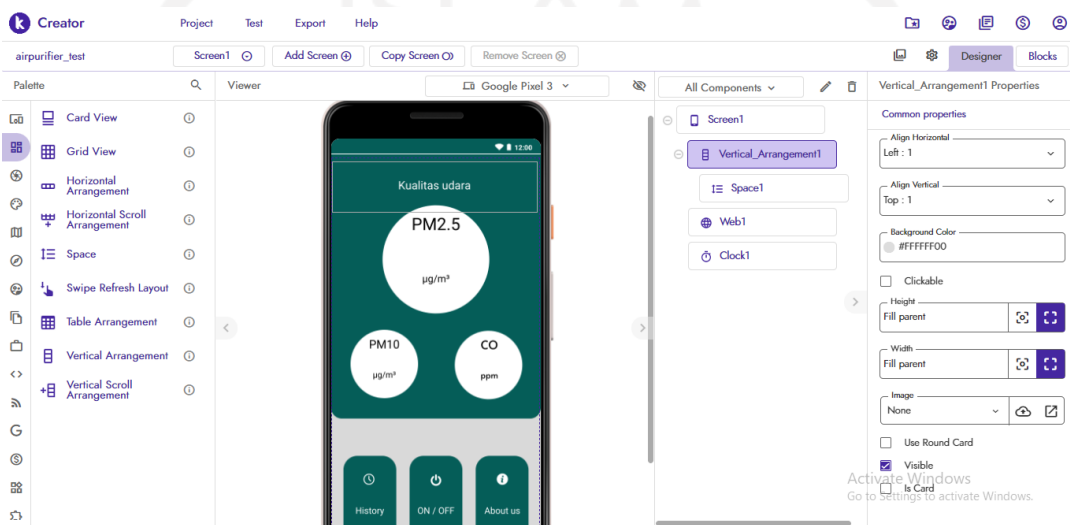 Creator Project Test Export Help
airpurifier_test Screen1 Add Screen Copy Screen Remove Screen Designer Blocks
Palette Viewer Google Pixel 3 All Components Vertical_Arrangement1 Properties
Card View
Grid View
Horizontal
Arrangement
Horizontal Scroll
Arrangement
Space
Swipe Refresh Layout
Table Arrangement
Vertical Arrangement
Vertical Scroll
Arrangement
12:00
Kualitas udara
PM2.5
µg/m³
PM10
µg/m³
CO
ppm
History
ON / OFF
About us
Screen1
Vertical_Arrangement1
Space1
Web1
Clock1
Common properties
Align Horizontal
Left : 1
Align Vertical
Top : 1
Background Color
#FFFFFF00
Clickable
Height
Fill parent
Width
Fill parent
Image
None
Use Round Card
Visible
Is Card
Activate Windows
Go to Settings to activate Windows.